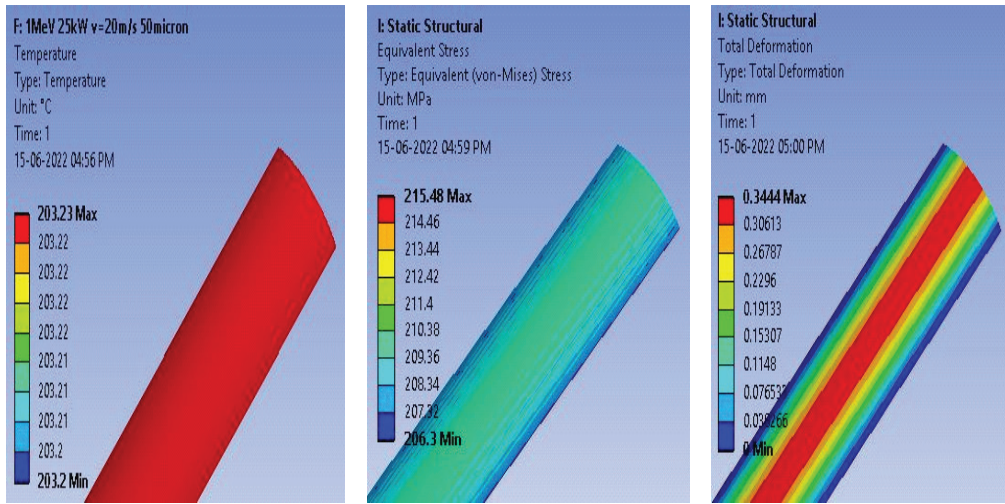 F: 1MeV 25kW v=20m/s 50micron
Temperature
Type: Temperature
Unit: °C
Time: 1
15-06-2022 04:56 PM
203.23 Max
203.22
203.22
203.22
203.22
203.21
203.21
203.21
203.2
203.2 Min
I: Static Structural
Equivalent Stress
Type: Equivalent (von-Mises) Stress
Unit: MPa
Time: 1
15-06-2022 04:59 PM
215.48 Max
214.46
213.44
212.42
211.4
210.38
209.36
208.34
207.32
206.3 Min
I: Static Structural
Total Deformation
Type: Total Deformation
Unit: mm
Time: 1
15-06-2022 05:00 PM
0.3444 Max
0.30613
0.26787
0.2296
0.19133
0.15307
0.1148
0.076533
0.038266
0 Min